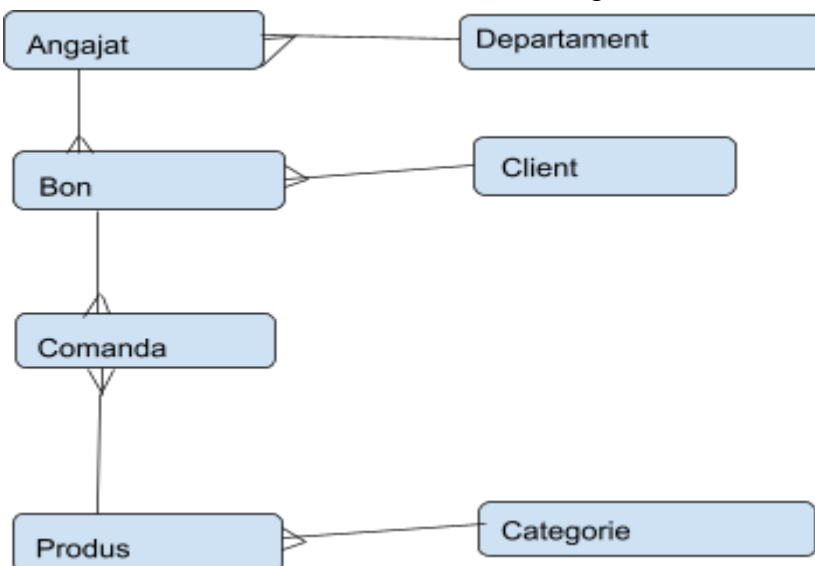 Angajat
Departament
Bon
Client
Comanda
Produs
Categorie